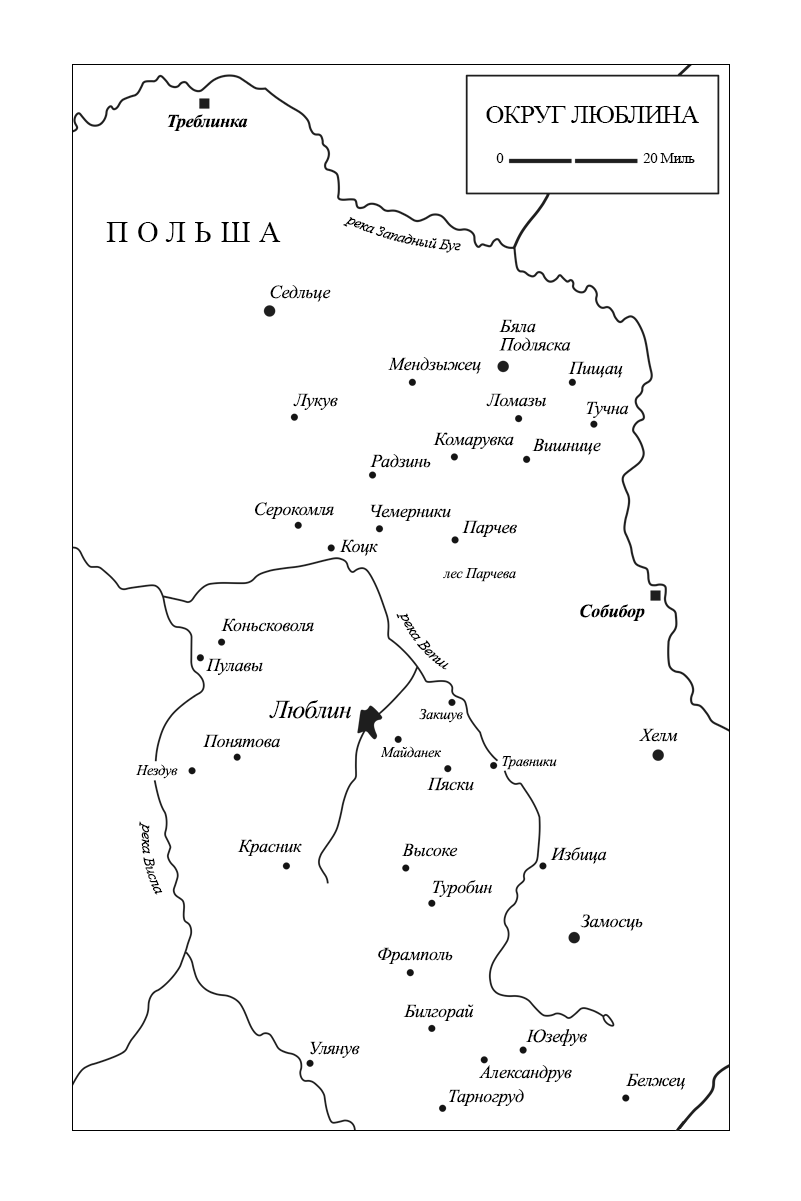 ОКРУГ ЛЮБЛИНА
0 20 Миль
Треблинка
ПОЛЬША
река Западный Буг
Седльце
Бяла
Подляска
Мендзыжец
Пищац
Лукув
Ломазы
Тучна
Комарувка
Вишнице
Радзинь
Серокомля
Чемерники
Парчев
Коцк
лес Парчева
Собибор
Коньсковоля
река Вепш
Пулавы
Люблин
Закшув
Хелм
Понятова
Майданек
Нездув
Травники
Пяски
река Висла
Красник
Высоке
Избица
Туробин
Замосць
Фрамполь
Билгорай
Юзефув
Улянув
Александрув
Белжец
Тарногруд